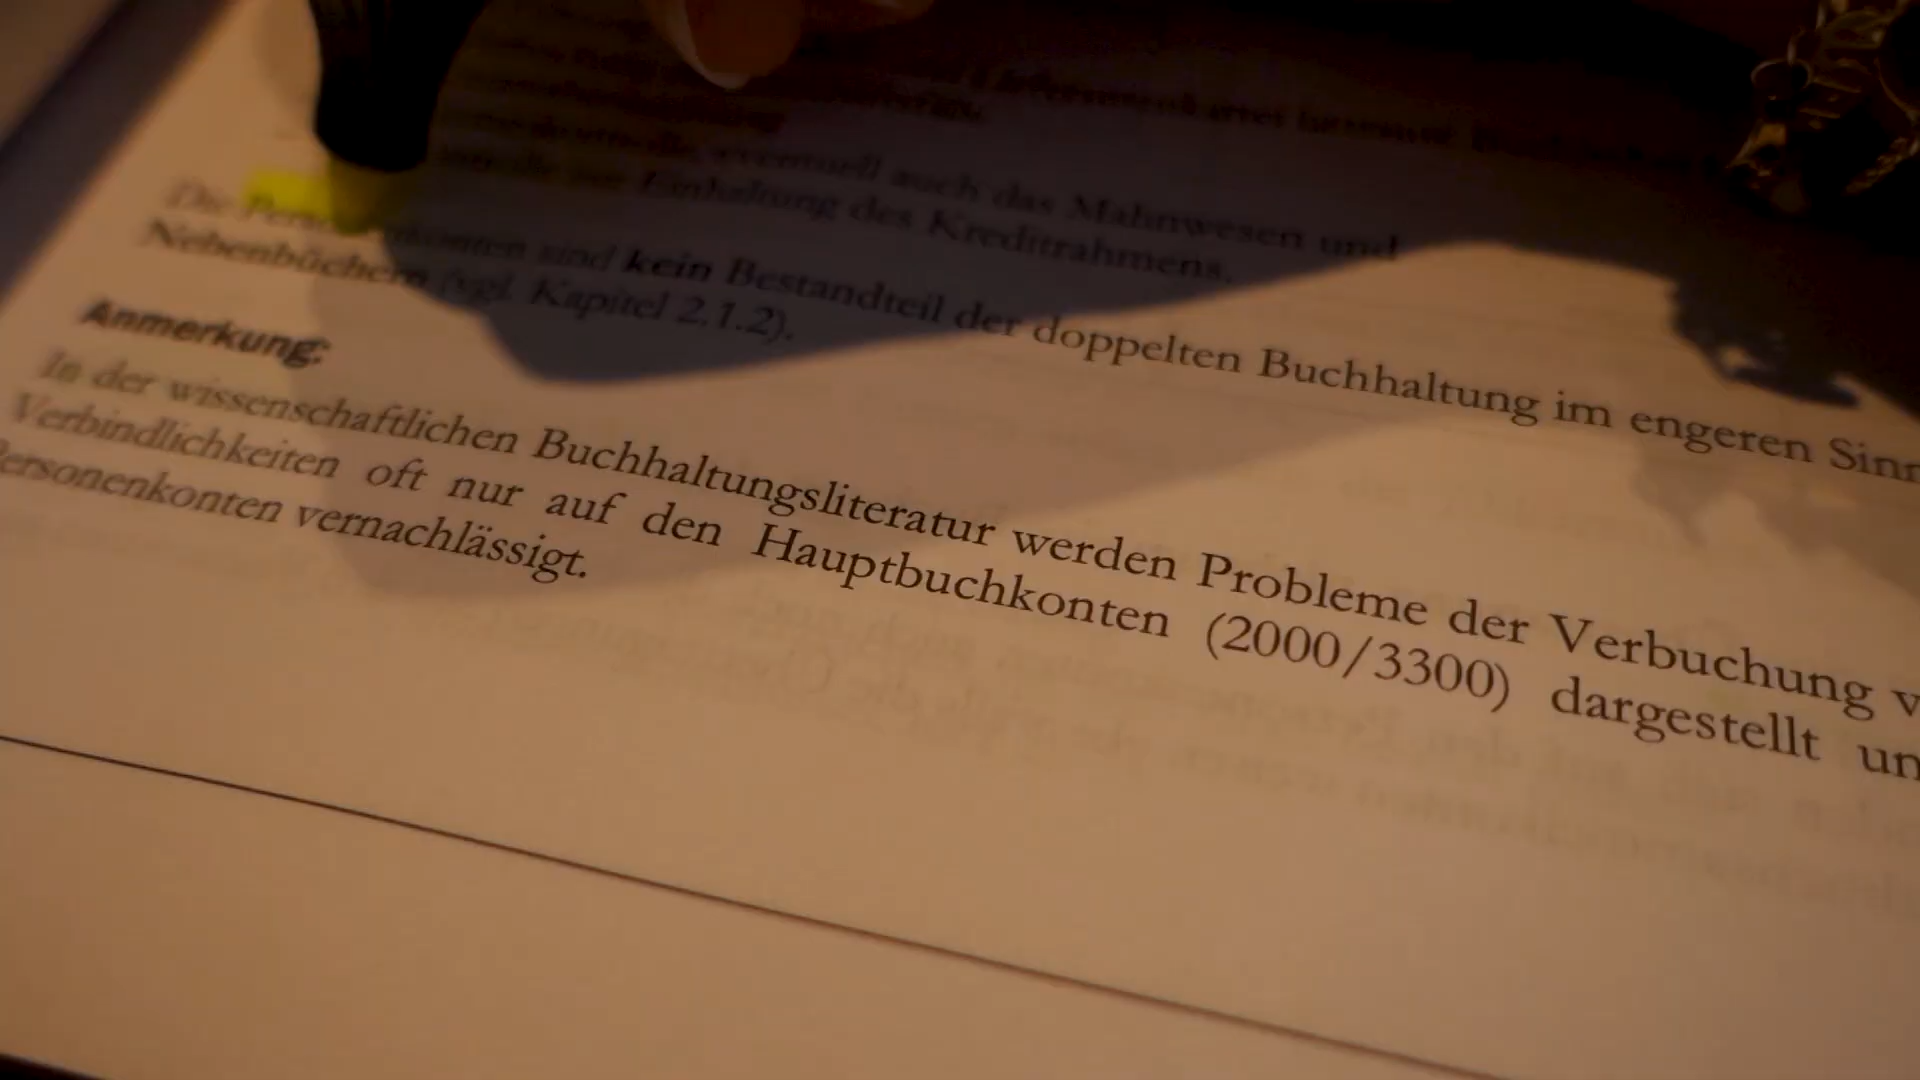 eventuell auch das Mahnwesen und
Einhaltung des Kreditrahmens.
Die sind kein Bestandteil der doppelten Buchhaltung im engeren Sinn
Nebenbüchern (vgl. Kapitel 2.1.2).
Anmerkung:
In der wissenschaftlichen Buchhaltungsliteratur werden Probleme der Verbuchung v
Verbindlichkeiten oft nur auf den Hauptbuchkonten (2000/3300) dargestellt un
Personenkonten vernachlässigt.